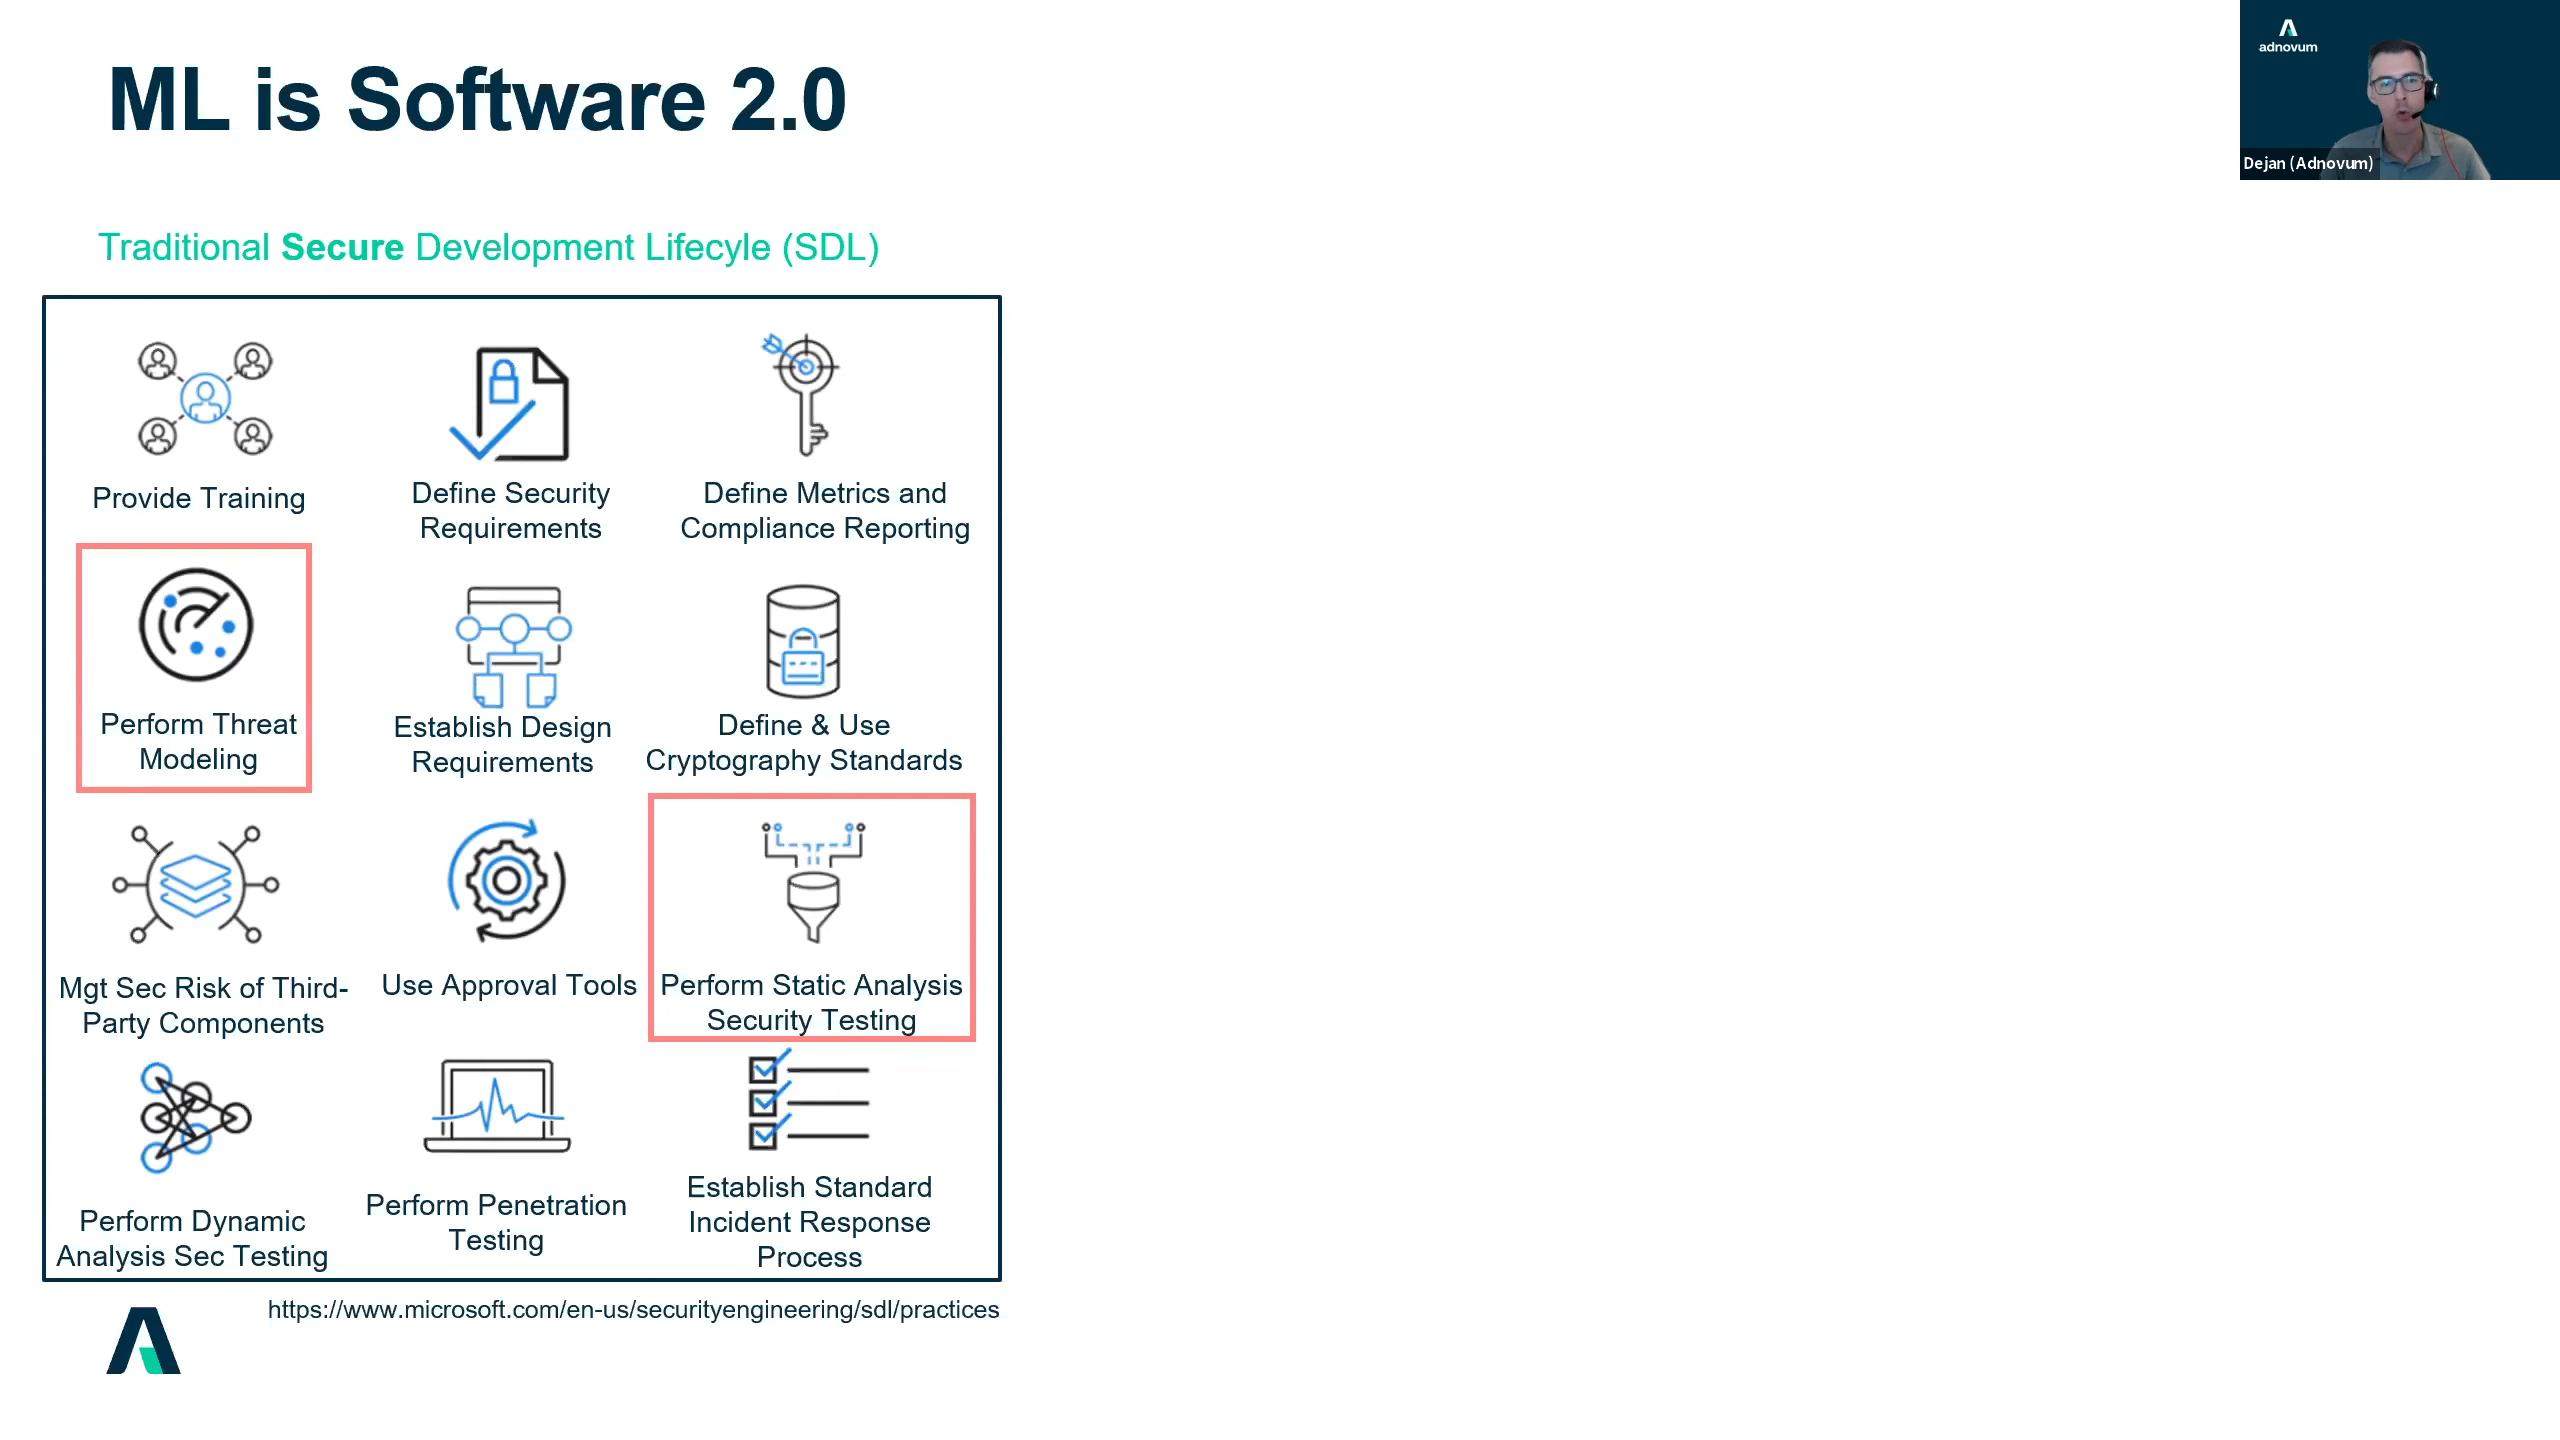 ML is Software 2.0
adnovum
Dejan (Adnovum)
Traditional Secure Development Lifecyle (SDL)
Provide Training
Define Security
Requirements
Define Metrics and
Compliance Reporting
Perform Threat
Modeling
Establish Design
Requirements
Define & Use
Cryptography Standards
Mgt Sec Risk of Third-
Party Components
Use Approval Tools
Perform Static Analysis
Security Testing
Perform Dynamic
Analysis Sec Testing
Perform Penetration
Testing
Establish Standard
Incident Response
Process
https://www.microsoft.com/en-us/securityengineering/sdl/practices